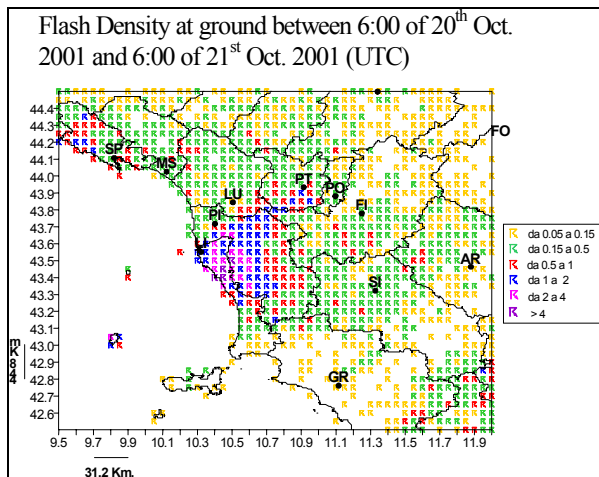 Flash Density at ground between 6:00 of 20th Oct.
2001 and 6:00 of 21st Oct. 2001 (UTC)
44.4
44.3
44.2
44.1
44.0
43.9
43.8
43.7
43.6
43.5
43.4
43.3
43.2
43.1
43.0
42.9
42.8
42.7
42.6
mK84
FO
SP
MS
PT
PO
LU
FI
PI
LI
AR
SI
GR
da 0.05 a 0.15
da 0.15 a 0.5
da 0.5 a 1
da 1 a 2
da 2 a 4
>4
9.5 9.7 9.9 10.1 10.3 10.5 10.7 10.9 11.1 11.3 11.5 11.7 11.9
31.2 Km.